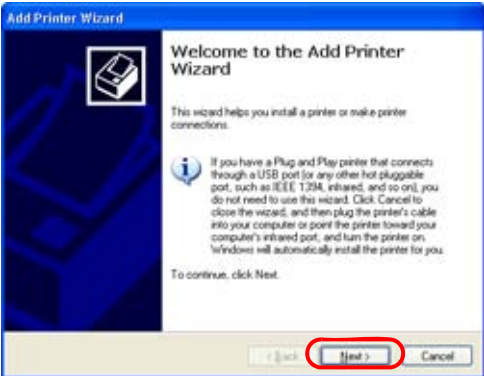 Add Printer Wizard
Welcome to the Add Printer
Wizard
This wizard helps you install a printer or make printer
connections.
If you have a Plug and Play printer that connects
through a USB port (or any other hot pluggable
port, such as IEEE 1394, infrared, and so on), you
do not need to use this wizard. Click Cancel to
close the wizard, and then plug the printer's cable
into your computer or point the printer toward your
computer's infrared port, and turn the printer on.
Windows will automatically install the printer for you.
To continue, click Next.
< Back
Next >
Cancel